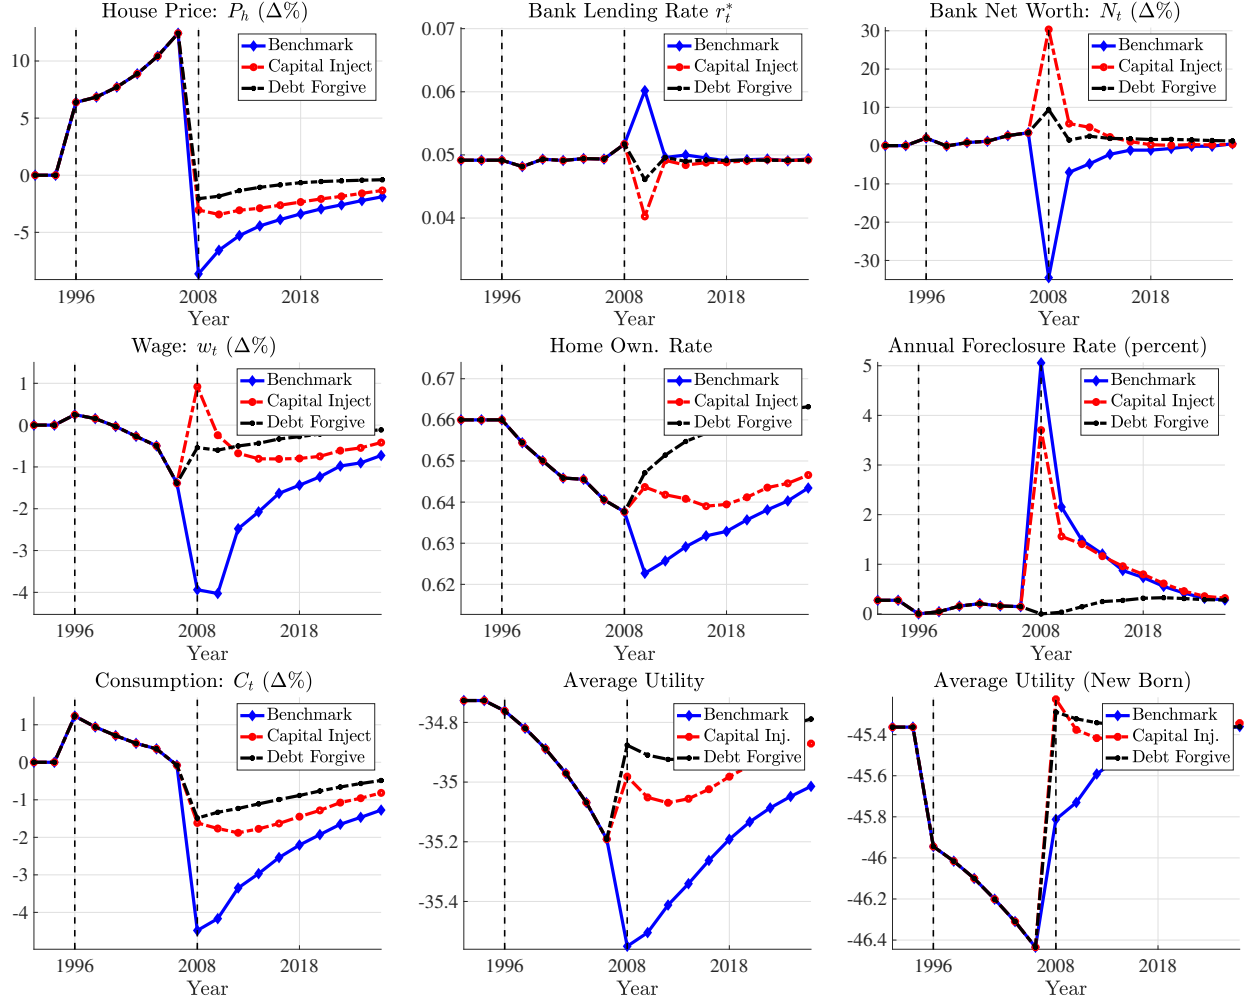 House Price: P_h (Δ%)
10
5
0
-5
1996 2008 2018
Year
Benchmark
Capital Inject
Debt Forgive
Bank Lending Rate r_t^*
0.07
0.06
0.05
0.04
1996 2008 2018
Year
Benchmark
Capital Inject
Debt Forgive
Bank Net Worth: N_t (Δ%)
30
20
10
0
-10
-20
-30
1996 2008 2018
Year
Benchmark
Capital Inject
Debt Forgive
Wage: w_t (Δ%)
1
0
-1
-2
-3
-4
1996 2008 2018
Year
Benchmark
Capital Inject
Debt Forgive
Home Own. Rate
0.67
0.66
0.65
0.64
0.63
0.62
1996 2008 2018
Year
Benchmark
Capital Inject
Debt Forgive
Annual Foreclosure Rate (percent)
5
4
3
2
1
0
1996 2008 2018
Year
Benchmark
Capital Inject
Debt Forgive
Consumption: C_t (Δ%)
1
0
-1
-2
-3
-4
1996 2008 2018
Year
Benchmark
Capital Inject
Debt Forgive
Average Utility
-34.8
-35
-35.2
-35.4
1996 2008 2018
Year
Benchmark
Capital Inj.
Debt Forgive
Average Utility (New Born)
-45.4
-45.6
-45.8
-46
-46.2
-46.4
1996 2008 2018
Year
Benchmark
Capital Inj.
Debt Forgive